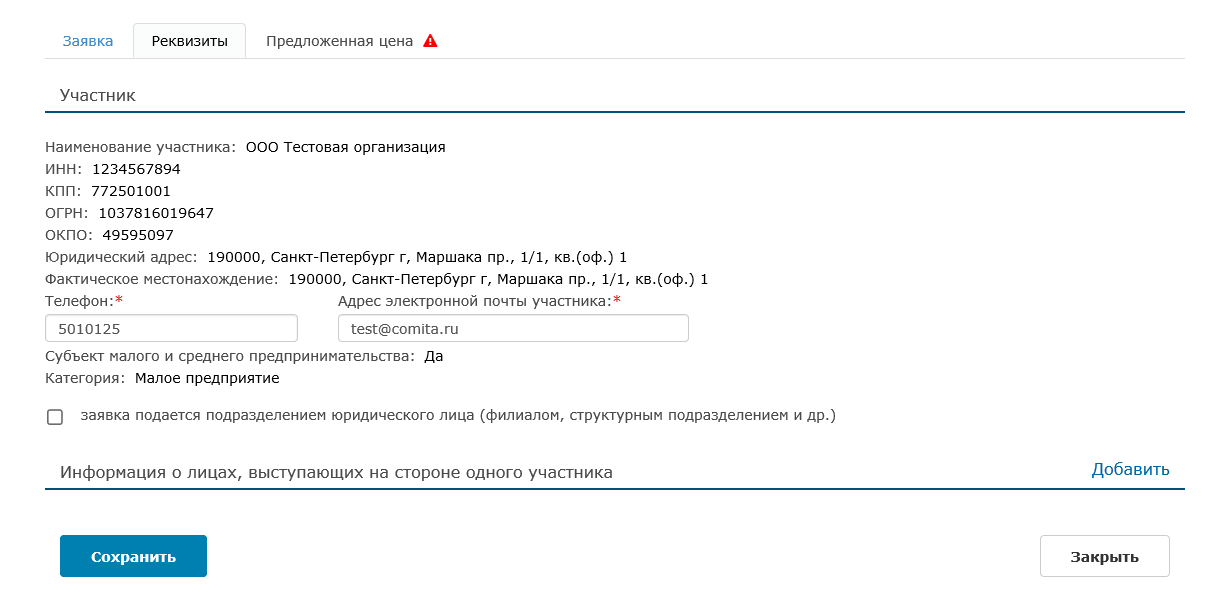 Заявка Реквизиты Предложенная цена
Участник
Наименование участника: ООО Тестовая организация
ИНН: 1234567894
КПП: 772501001
ОГРН: 1037816019647
ОКПО: 49595097
Юридический адрес: 190000, Санкт-Петербург г, Маршака пр., 1/1, кв.(оф.) 1
Фактическое местонахождение: 190000, Санкт-Петербург г, Маршака пр., 1/1, кв.(оф.) 1
Телефон:* Адрес электронной почты участника:*
5010125 test@comita.ru
Субъект малого и среднего предпринимательства: Да
Категория: Малое предприятие
заявка подается подразделением юридического лица (филиалом, структурным подразделением и др.)
Информация о лицах, выступающих на стороне одного участника Добавить
Сохранить Закрыть